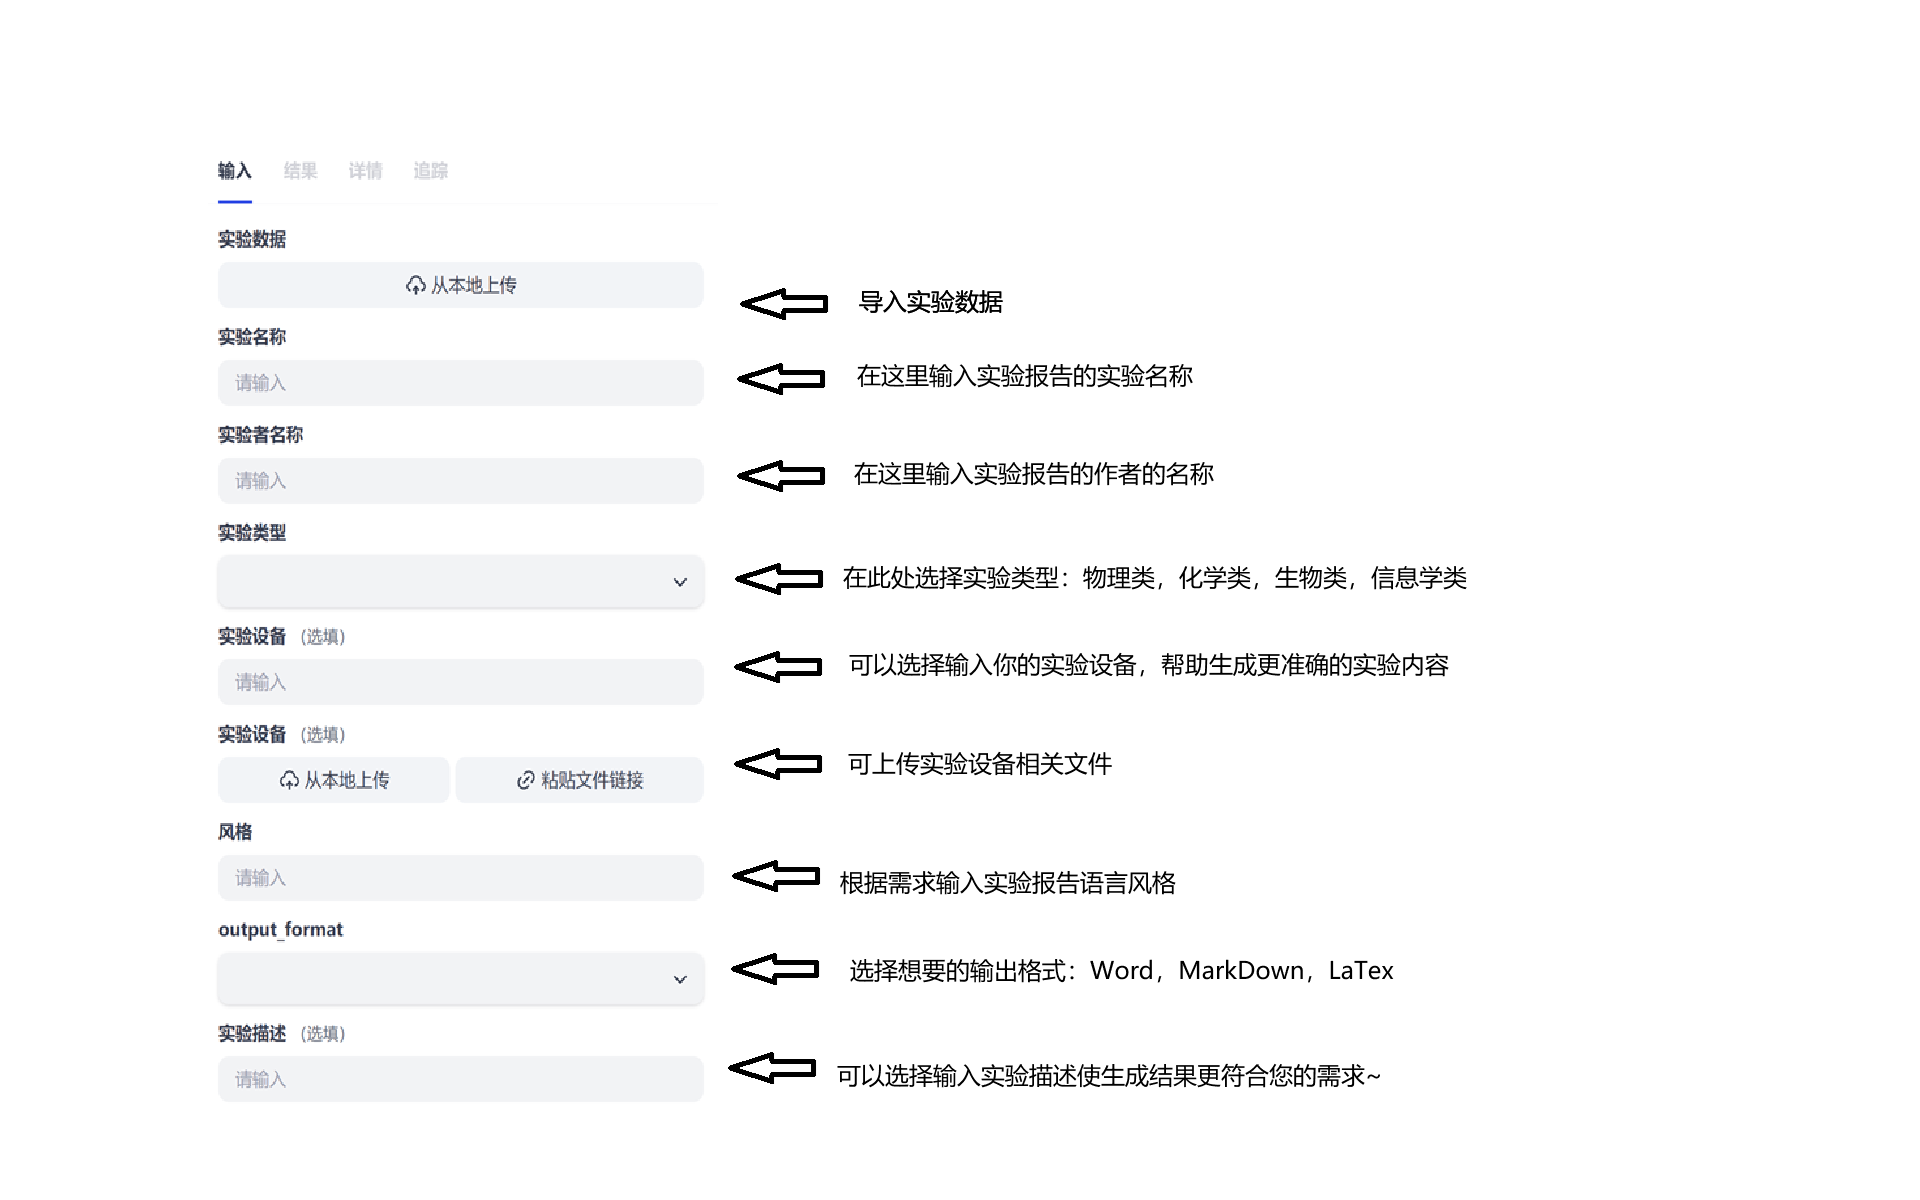 输入 结果 详情 追踪
实验数据
从本地上传
导入实验数据
实验名称
请输入
在这里输入实验报告的实验名称
实验者名称
请输入
在这里输入实验报告的作者的名称
实验类型
在此处选择实验类型：物理类，化学类，生物类，信息学类
实验设备 (选填)
请输入
可以选择输入你的实验设备，帮助生成更准确的实验内容
实验设备 (选填)
从本地上传 粘贴文件链接
可上传实验设备相关文件
风格
请输入
根据需求输入实验报告语言风格
output_format
选择想要的输出格式：Word，MarkDown，LaTex
实验描述 (选填)
请输入
可以选择输入实验描述使生成结果更符合您的需求~